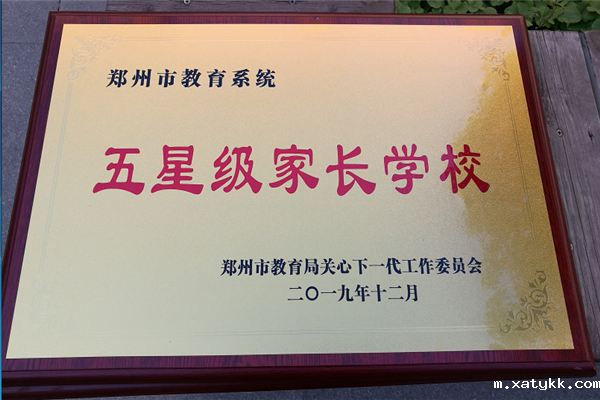 郑州市教育系统
五星级家长学校
郑州市教育局关心下一代工作委员会
二〇一九年十二月
m.xatykk.com